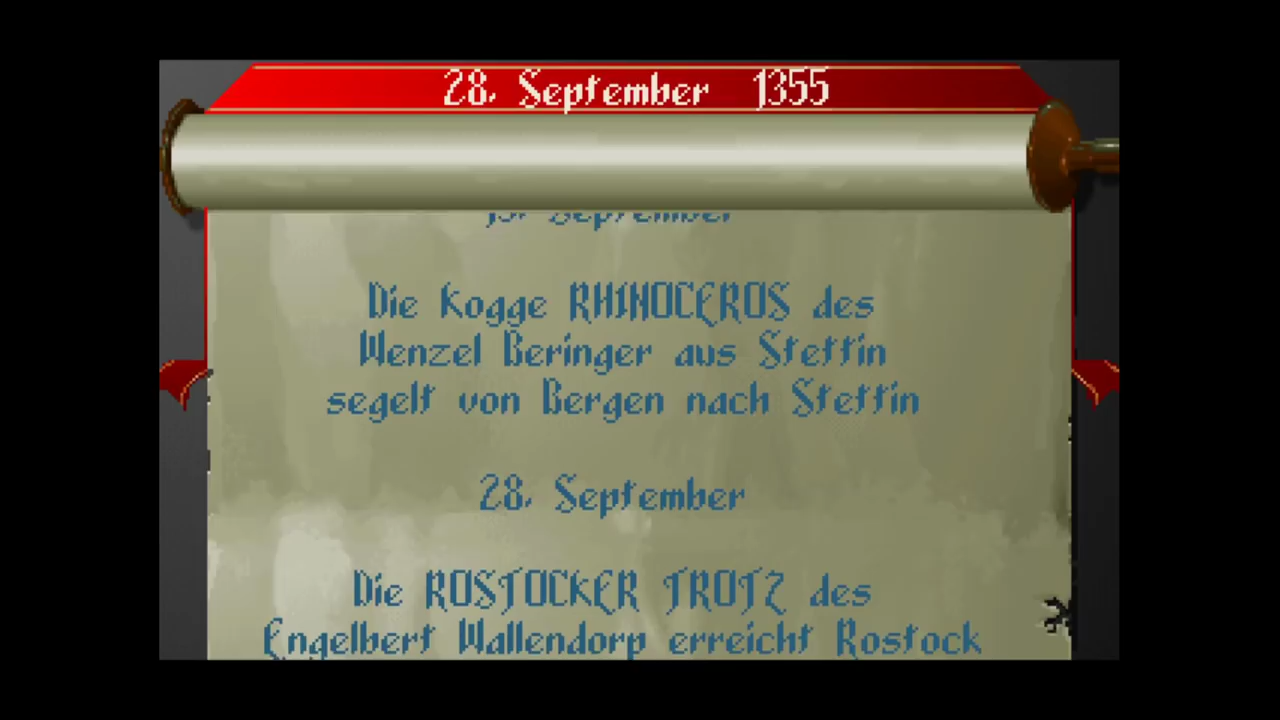 28. September 1355
September
Die Kogge RHINOCEROS des
Wenzel Beringer aus Stettin
segelt von Bergen nach Stettin
28. September
Die ROSTOCKER TROTZ des
Engelbert Wallendorp erreicht Rostock